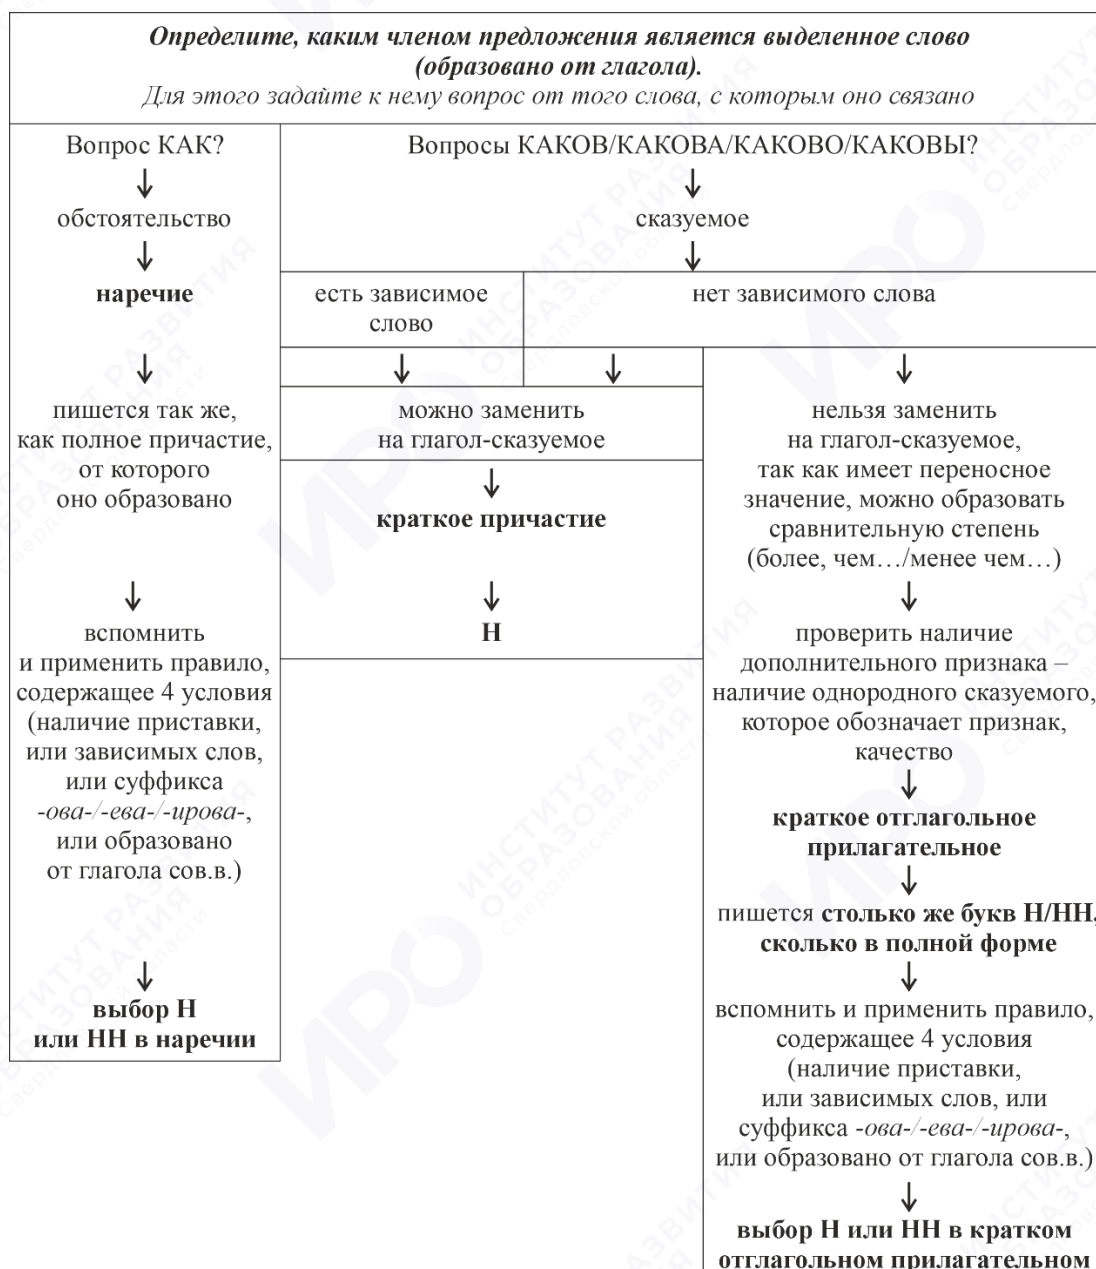 Определите, каким членом предложения является выделенное слово
(образовано от глагола).
Для этого задайте к нему вопрос от того слова, с которым оно связано
Вопрос КАК?
обстоятельство
наречие
пишется так же,
как полное причастие,
от которого
оно образовано
вспомнить
и применить правило,
содержащее 4 условия
(наличие приставки,
или зависимых слов,
или суффикса
-ова-/-ева-/-ирова-,
или образовано
от глагола сов.в.)
выбор Н
или НН в наречии
Вопросы КАКОВ/КАКОВА/КАКОВО/КАКОВЫ?
сказуемое
есть зависимое
слово
нет зависимого слова
можно заменить
на глагол-сказуемое
краткое причастие
Н
нельзя заменить
на глагол-сказуемое,
так как имеет переносное
значение, можно образовать
сравнительную степень
(более, чем…/менее чем…)
проверить наличие
дополнительного признака –
наличие однородного сказуемого,
которое обозначает признак,
качество
краткое отглагольное
прилагательное
пишется столько же букв Н/НН,
сколько в полной форме
вспомнить и применить правило,
содержащее 4 условия
(наличие приставки,
или зависимых слов, или
суффикса -ова-/-ева-/-ирова-,
или образовано от глагола сов.в.)
выбор Н или НН в кратком
отглагольном прилагательном
ИРО
ИНСТИТУТ РАЗВИТИЯ
ОБРАЗОВАНИЯ
Свердловской области